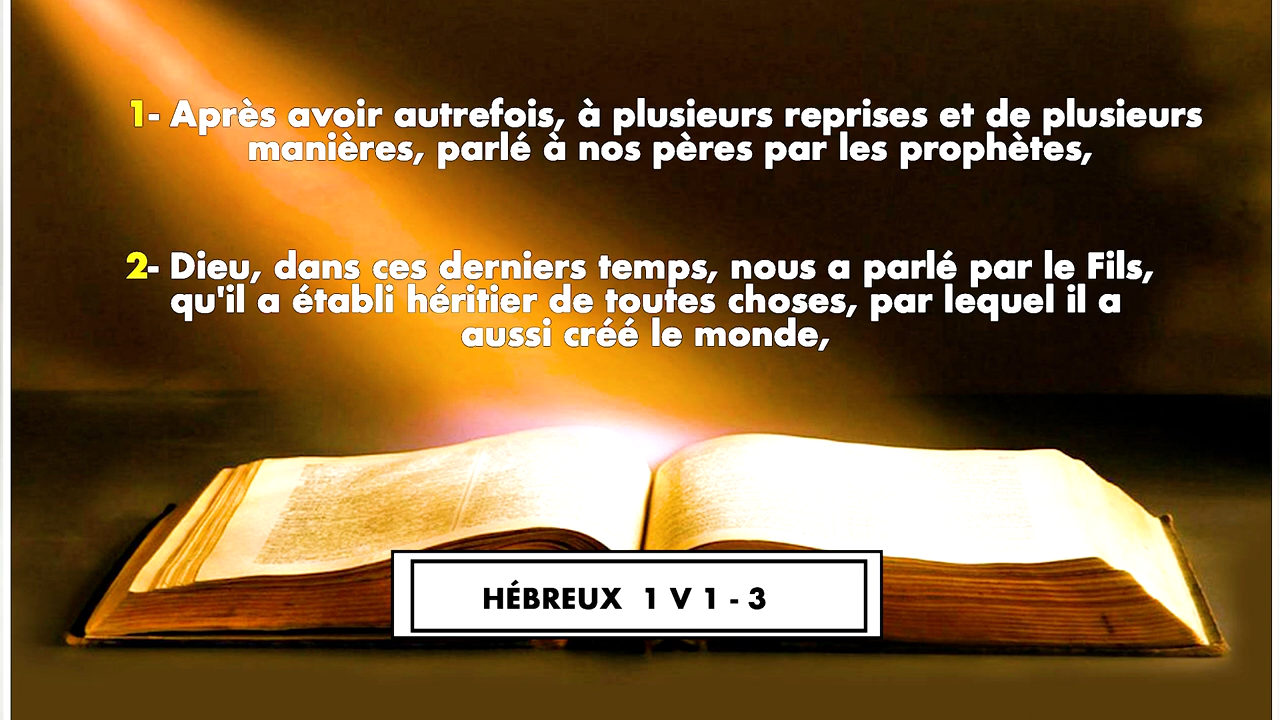 1- Après avoir autrefois, à plusieurs reprises et de plusieurs
manières, parlé à nos pères par les prophètes,
2- Dieu, dans ces derniers temps, nous a parlé par le Fils,
qu'il a établi héritier de toutes choses, par lequel il a
aussi créé le monde,
HÉBREUX 1 V 1 - 3